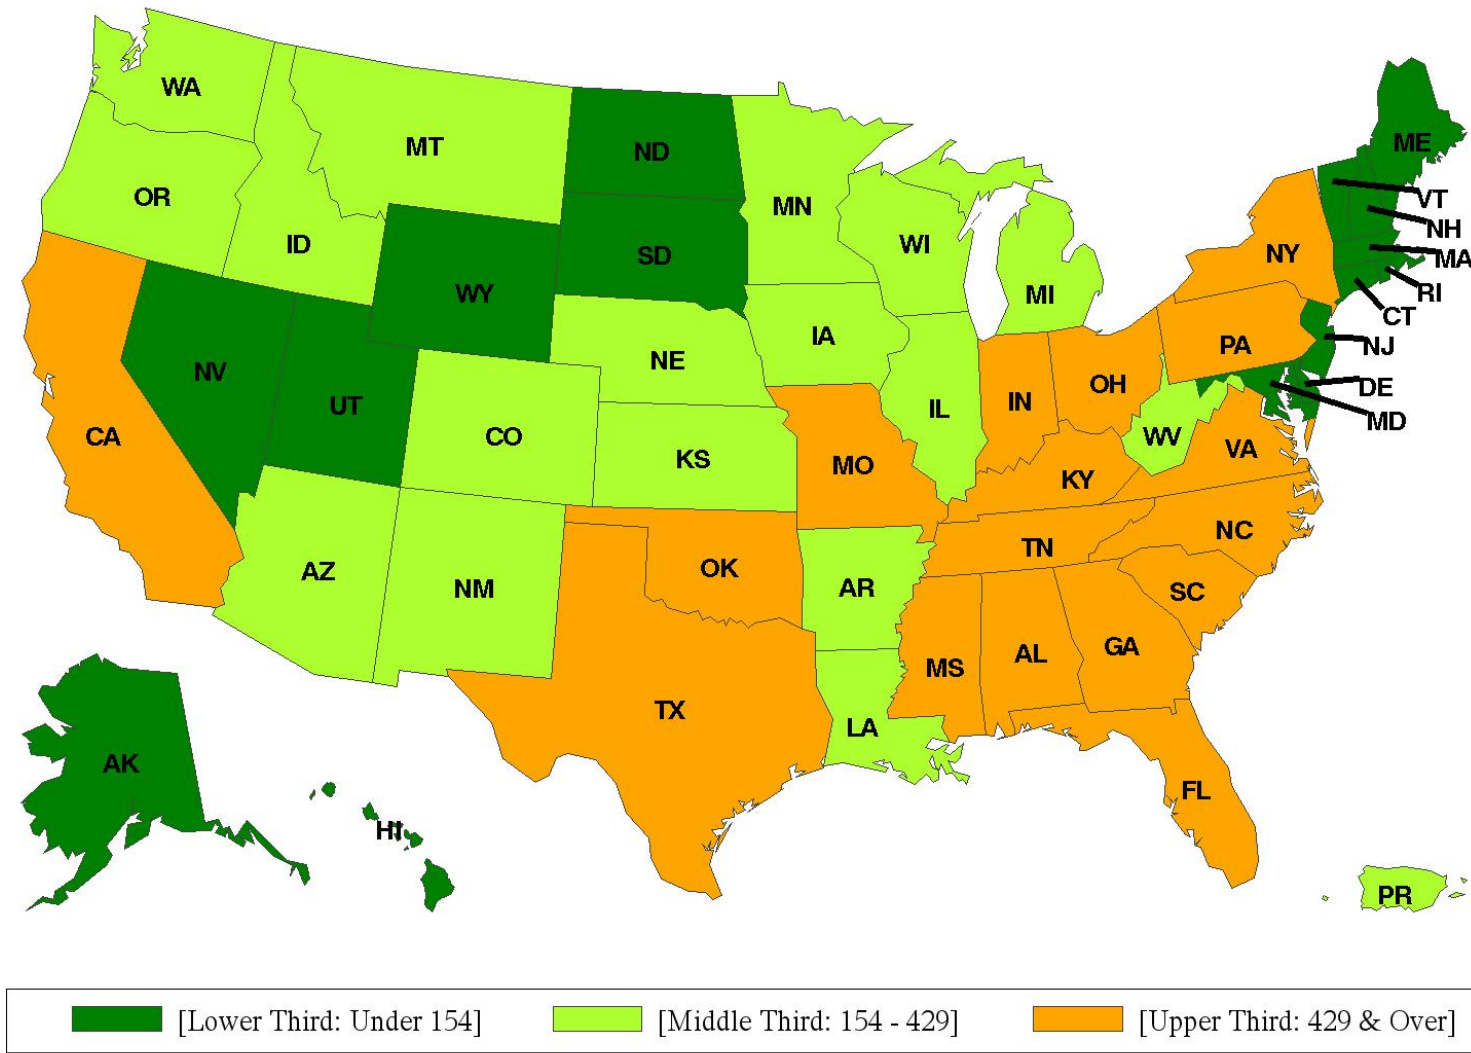 WA
MT
ND
MN
OR
ID
SD
WI
WY
MI
NY
ME
VT
NH
MA
RI
CT
NJ
DE
MD
NV
UT
NE
IA
PA
CA
CO
KS
MO
IL
IN
OH
WV
VA
KY
AZ
NM
OK
AR
TN
NC
SC
MS
AL
GA
TX
LA
FL
AK
HI
PR
[Lower Third: Under 154]
[Middle Third: 154 - 429]
[Upper Third: 429 & Over]